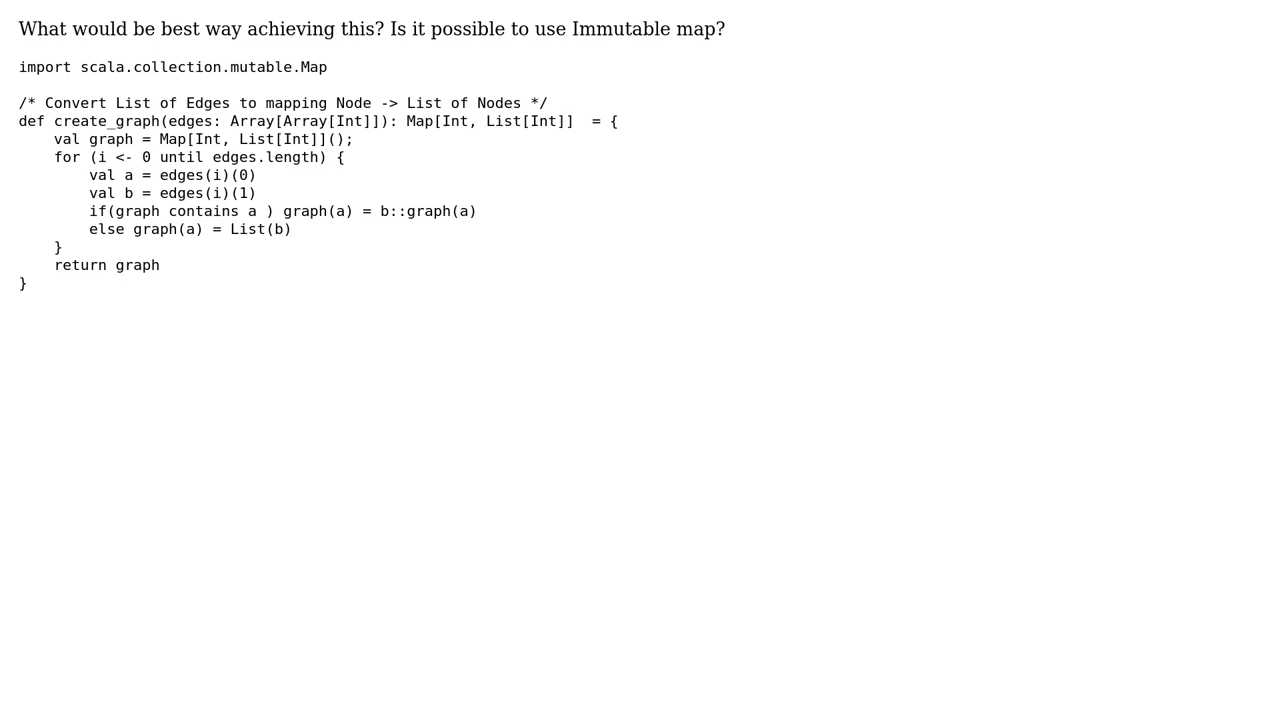 What would be best way achieving this? Is it possible to use Immutable map?
import scala.collection.mutable.Map
/* Convert List of Edges to mapping Node -> List of Nodes */
def create_graph(edges: Array[Array[Int]]): Map[Int, List[Int]]  = {
    val graph = Map[Int, List[Int]]();
    for (i <- 0 until edges.length) {
        val a = edges(i)(0)
        val b = edges(i)(1)
        if(graph contains a ) graph(a) = b::graph(a)
        else graph(a) = List(b)
    }
    return graph
}